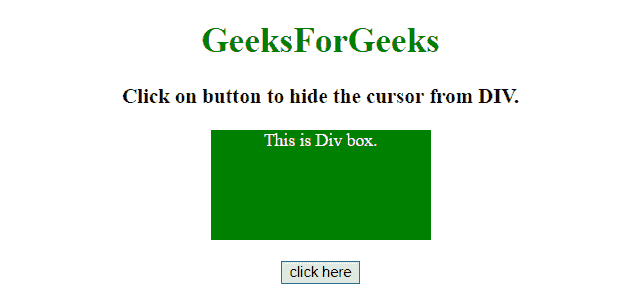 GeeksForGeeks
Click on button to hide the cursor from DIV.
This is Div box.
click here